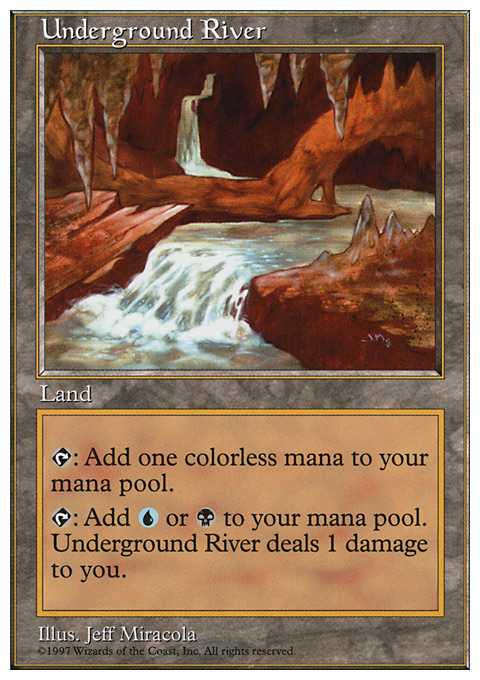 Underground River
Land
: Add one colorless mana to your
mana pool.
: Add or to your mana pool.
Underground River deals 1 damage
to you.
Illus. Jeff Miracola
©1997 Wizards of the Coast, Inc. All rights reserved